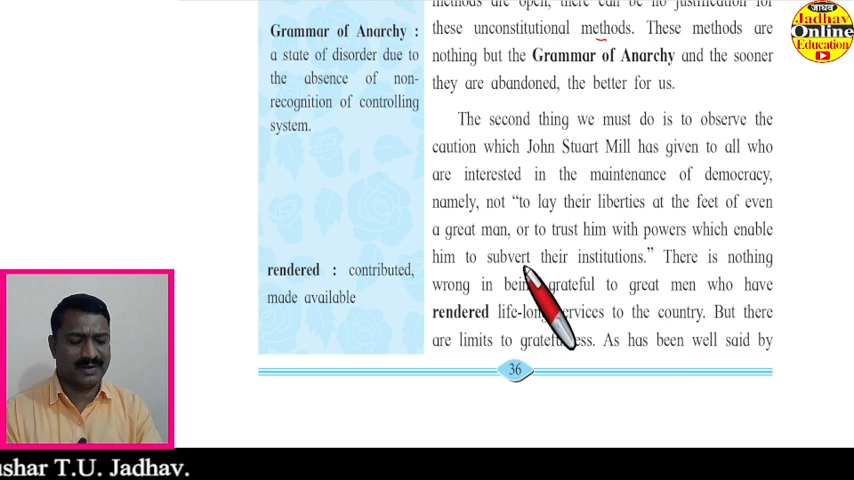 Grammar of Anarchy :
a state of disorder due to
the absence of non-
recognition of controlling
system.
rendered : contributed,
made available
methods are open, there can be no justification for
these unconstitutional methods. These methods are
nothing but the Grammar of Anarchy and the sooner
they are abandoned, the better for us.
The second thing we must do is to observe the
caution which John Stuart Mill has given to all who
are interested in the maintenance of democracy,
namely, not “to lay their liberties at the feet of even
a great man, or to trust him with powers which enable
him to subvert their institutions.” There is nothing
wrong in being grateful to great men who have
rendered life-long services to the country. But there
are limits to gratefulness. As has been well said by
36
जाधव
Jadhav
Online
Education
ushar T.U. Jadhav.